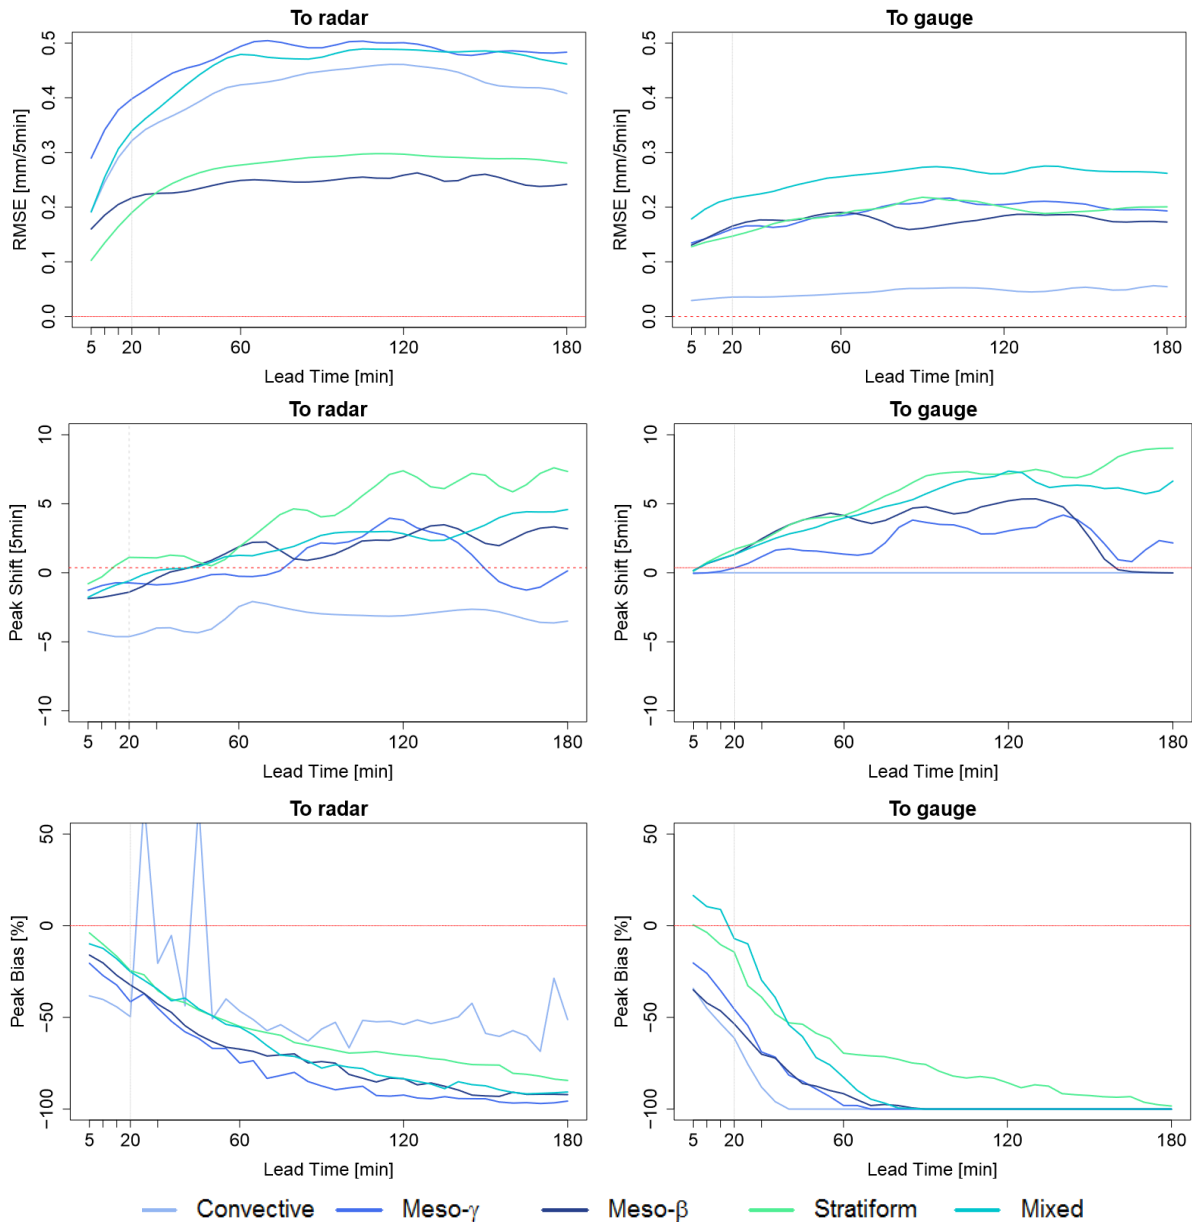 To radar
To gauge
RMSE [mm/5min]
0.5
0.4
0.3
0.2
0.1
0.0
5 20 60 120 180
Lead Time [min]
RMSE [mm/5min]
0.5
0.4
0.3
0.2
0.1
0.0
5 20 60 120 180
Lead Time [min]
To radar
To gauge
Peak Shift [5min]
10
5
0
−5
−10
5 20 60 120 180
Lead Time [min]
Peak Shift [5min]
10
5
0
−5
−10
5 20 60 120 180
Lead Time [min]
To radar
To gauge
Peak Bias [%]
50
0
−50
−100
5 20 60 120 180
Lead Time [min]
Peak Bias [%]
50
0
−50
−100
5 20 60 120 180
Lead Time [min]
Convective Meso-γ Meso-β Stratiform Mixed